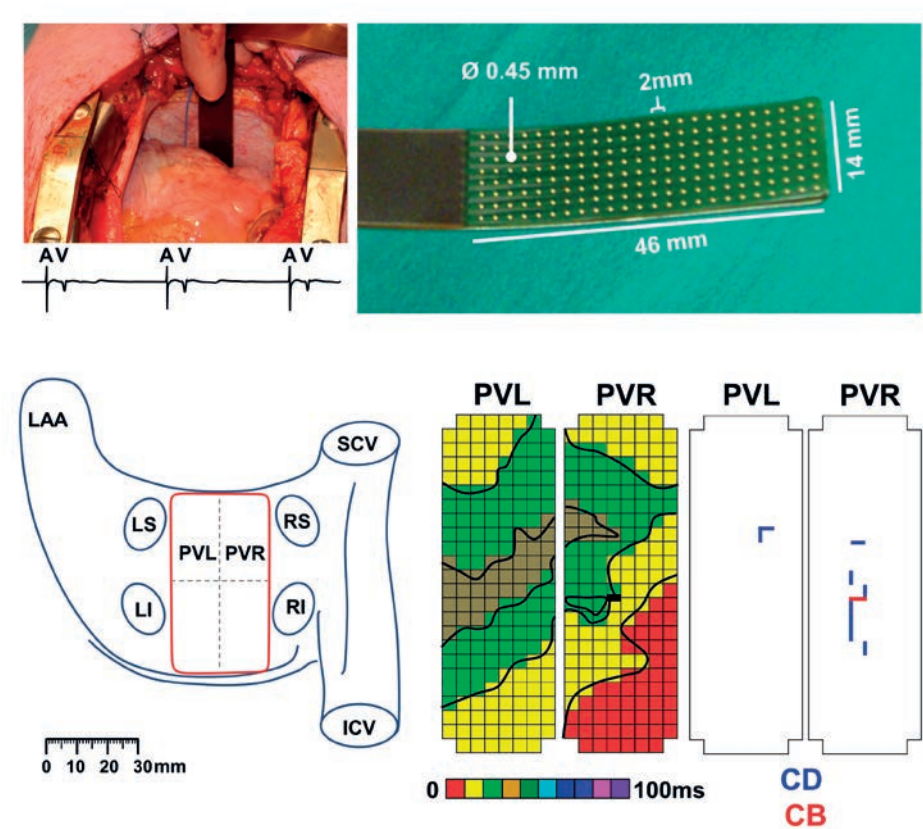 Ø 0.45 mm
2mm
14 mm
46 mm
A V
A V
A V
LAA
SCV
LS
RS
PVL
PVR
LI
RI
ICV
0 10 20 30mm
PVL
PVR
PVL
PVR
0
100ms
CD
CB